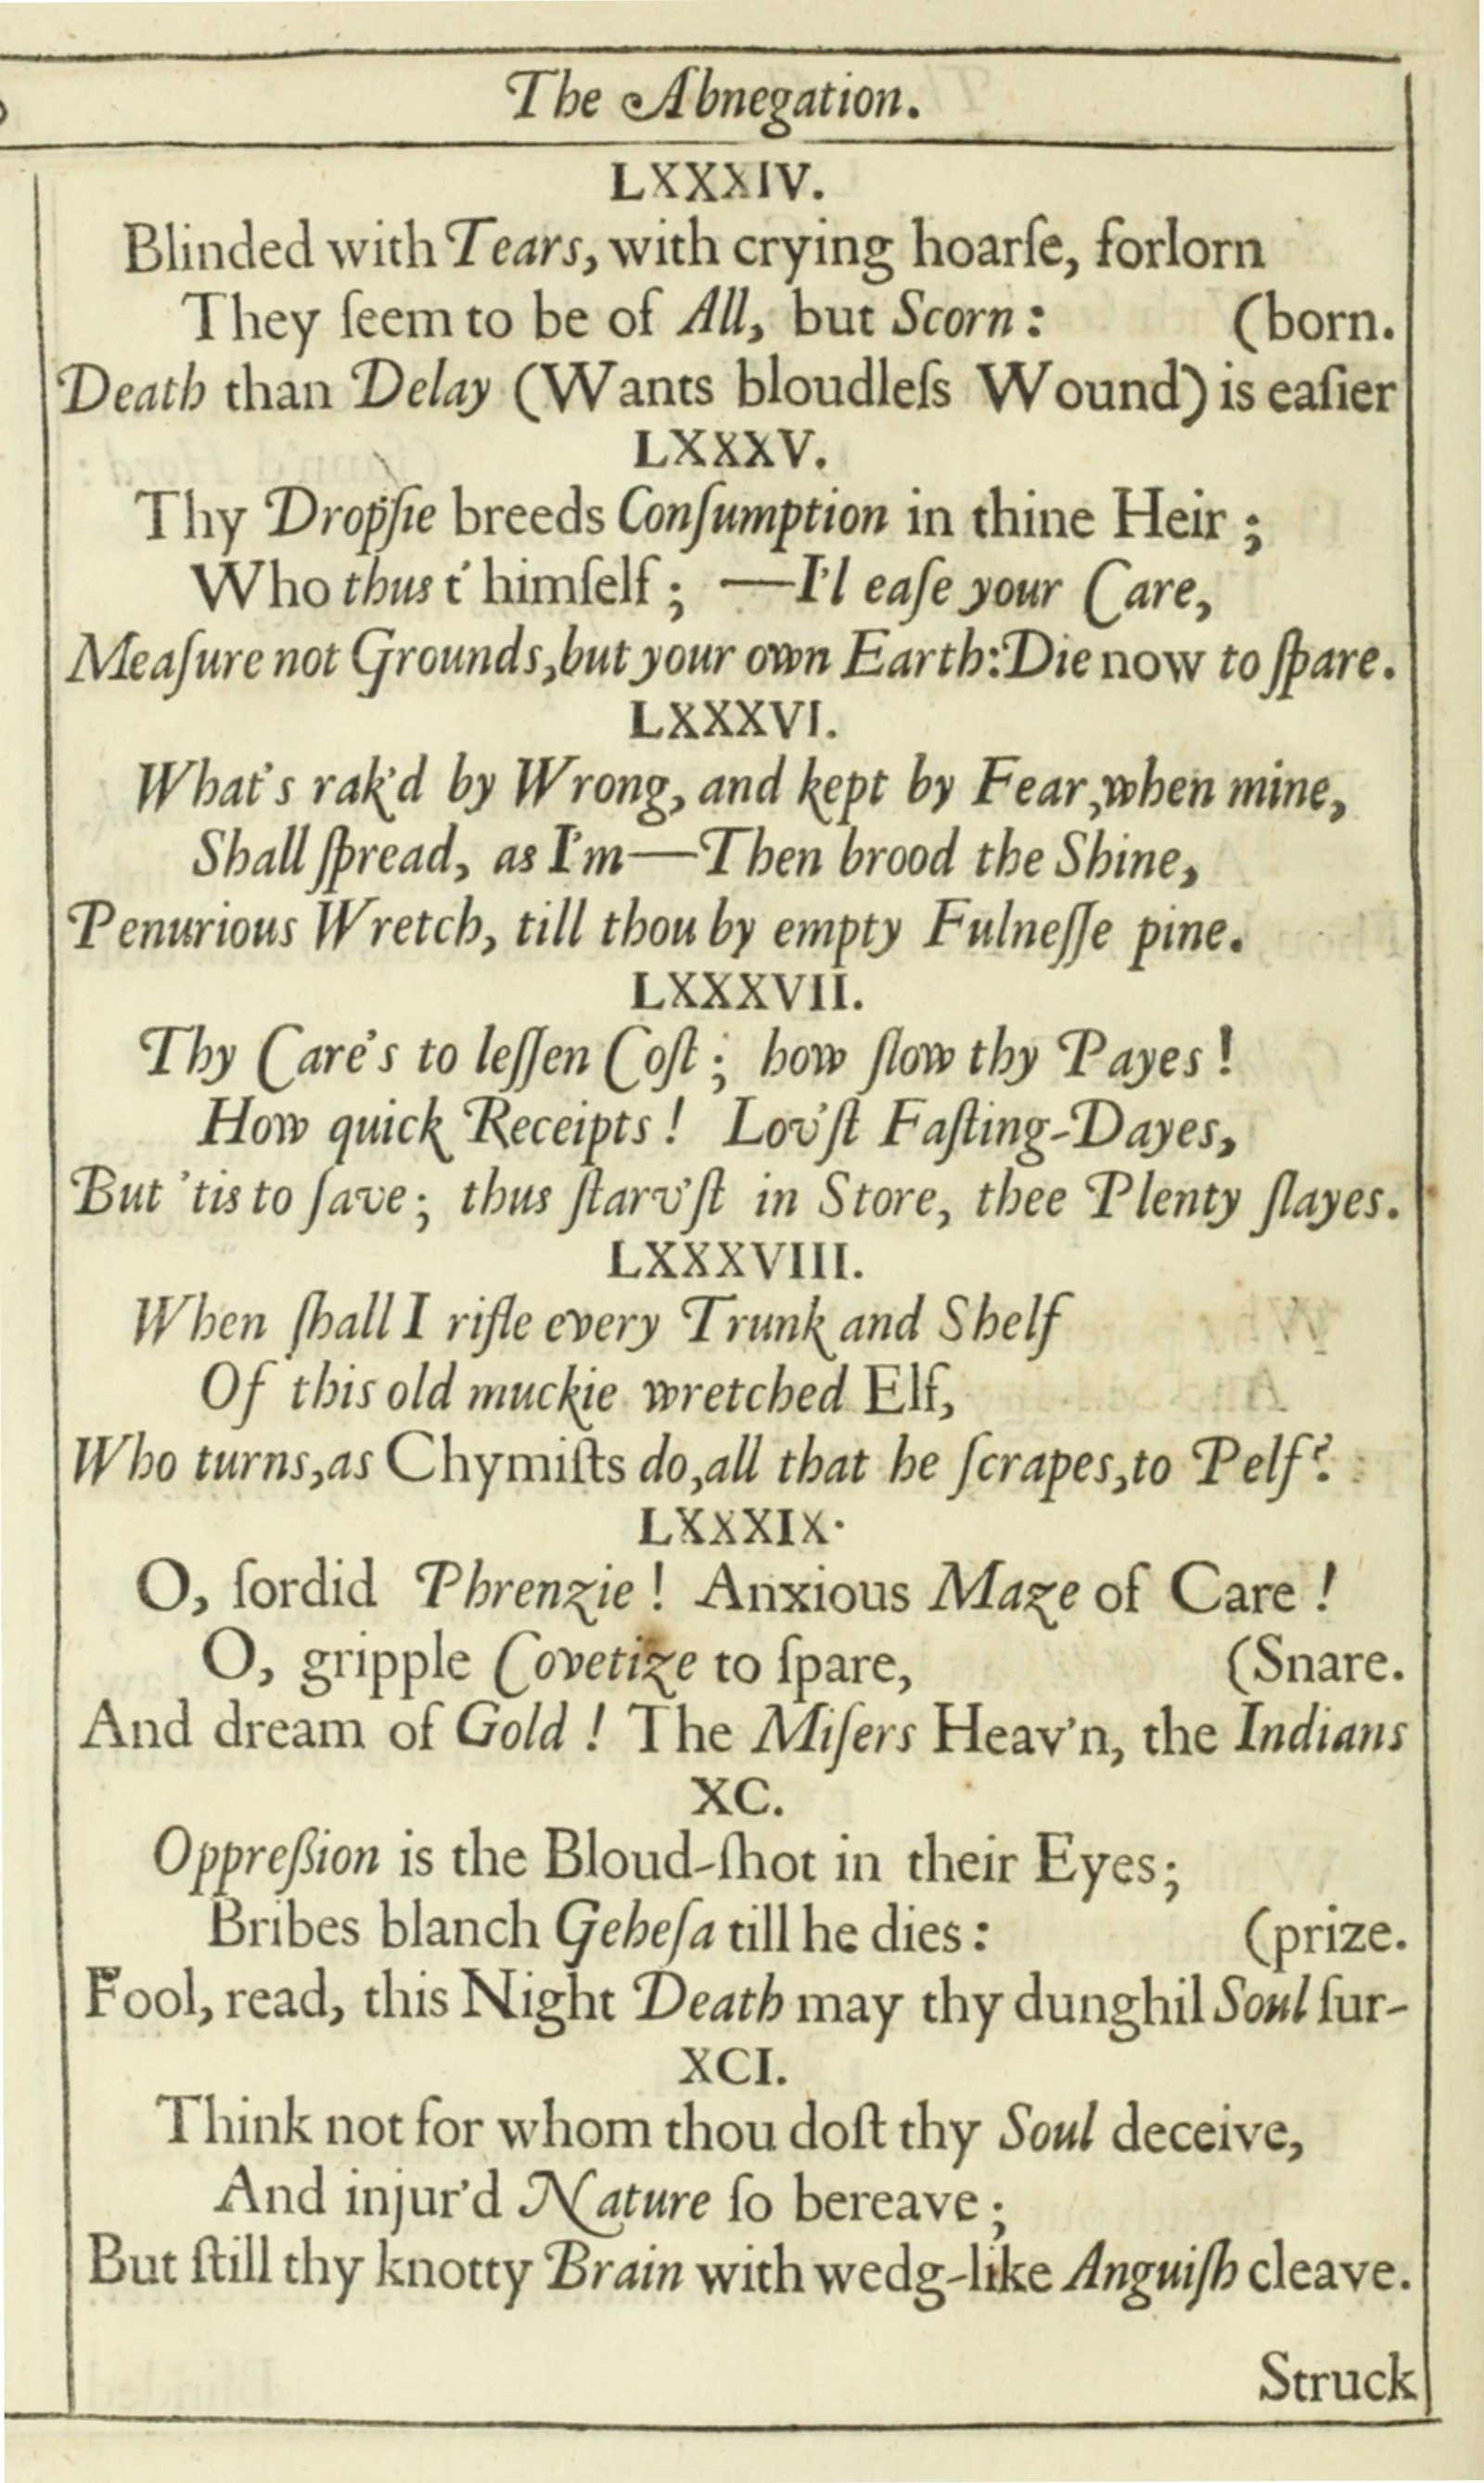 The Abnegation.
LXXXIV.
Blinded with Tears, with crying hoarſe, forlorn
They ſeem to be of All, but Scorn: (born.
Death than Delay (Wants bloudleſs Wound) is eaſier
LXXXV.
Thy Dropſie breeds Conſumption in thine Heir;
Who thus t' himſelf; —I'l eaſe your Care,
Meaſure not Grounds, but your own Earth: Die now to ſpare.
LXXXVI.
What's rak'd by Wrong, and kept by Fear, when mine,
Shall ſpread, as I'm—Then brood the Shine,
Penurious Wretch, till thou by empty Fulneſſe pine.
LXXXVII.
Thy Care's to leſſen Coſt; how ſlow thy Payes!
How quick Receipts! Lov'ſt Faſting-Dayes,
But 'tis to ſave; thus ſtarv'ſt in Store, thee Plenty ſlayes.
LXXXVIII.
When ſhall I rifle every Trunk and Shelf
Of this old muckie wretched Elf,
Who turns, as Chymiſts do, all that he ſcrapes, to Pelf?
LXXXIX.
O, ſordid Phrenzie! Anxious Maze of Care!
O, gripple Covetize to ſpare, (Snare.
And dream of Gold! The Miſers Heav'n, the Indians
XC.
Oppreſsion is the Bloud-ſhot in their Eyes;
Bribes blanch Geheſa till he dies: (prize.
Fool, read, this Night Death may thy dunghil Soul ſur-
XCI.
Think not for whom thou doſt thy Soul deceive,
And injur'd Nature ſo bereave;
But ſtill thy knotty Brain with wedg-like Anguiſh cleave.
Struck